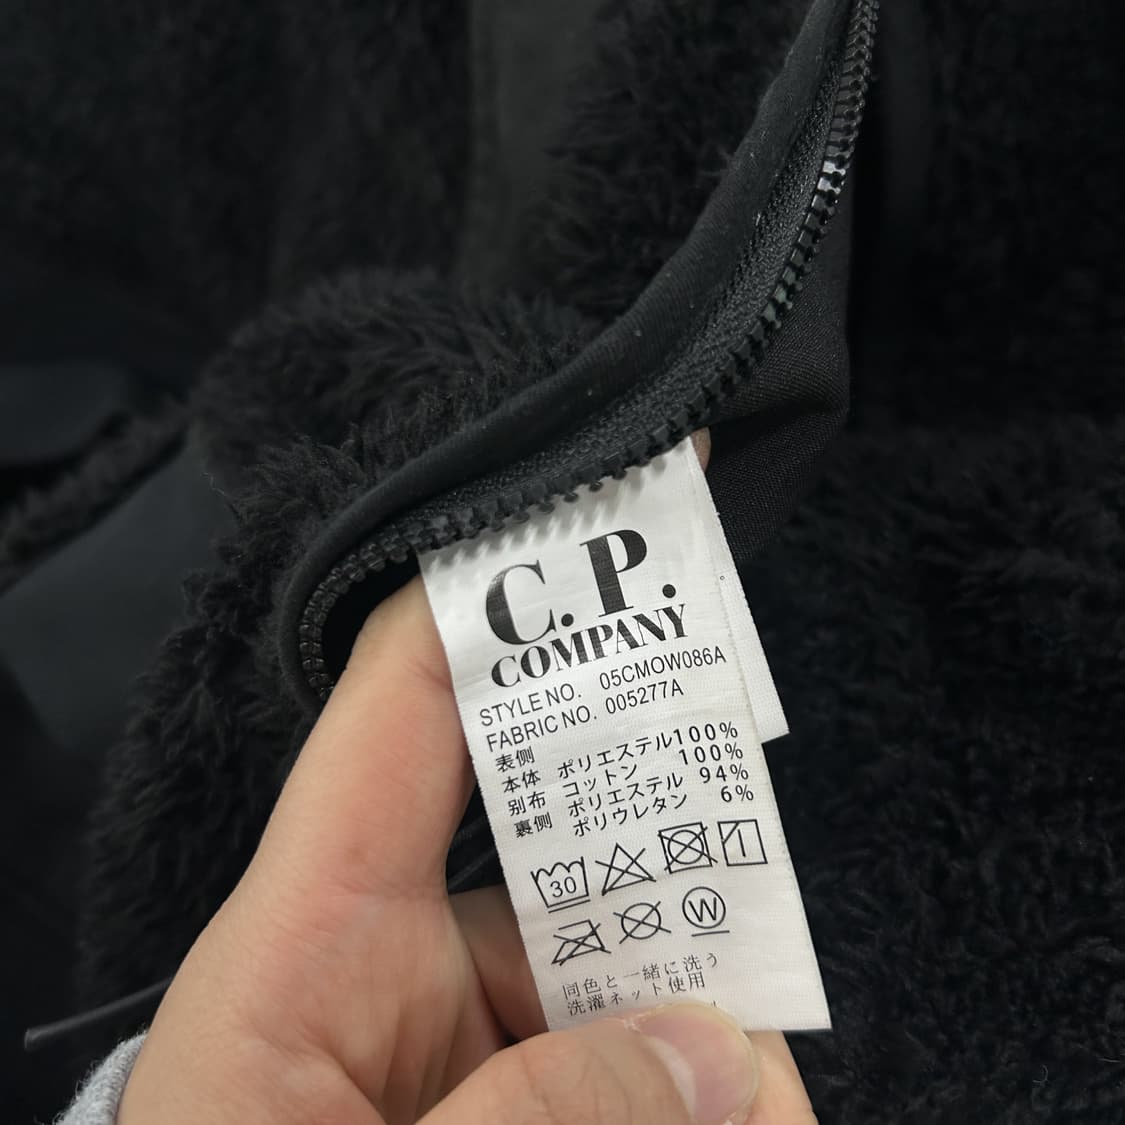 C. P.
COMPANY
STYLE NO. 05CMOW086A
FABRIC NO. 005277A
表側
本体 ポリエステル100%
別布 コットン 100%
裏側 ポリエステル 94%
ポリウレタン 6%
30
W
同色と一緒に洗う
洗濯ネット使用